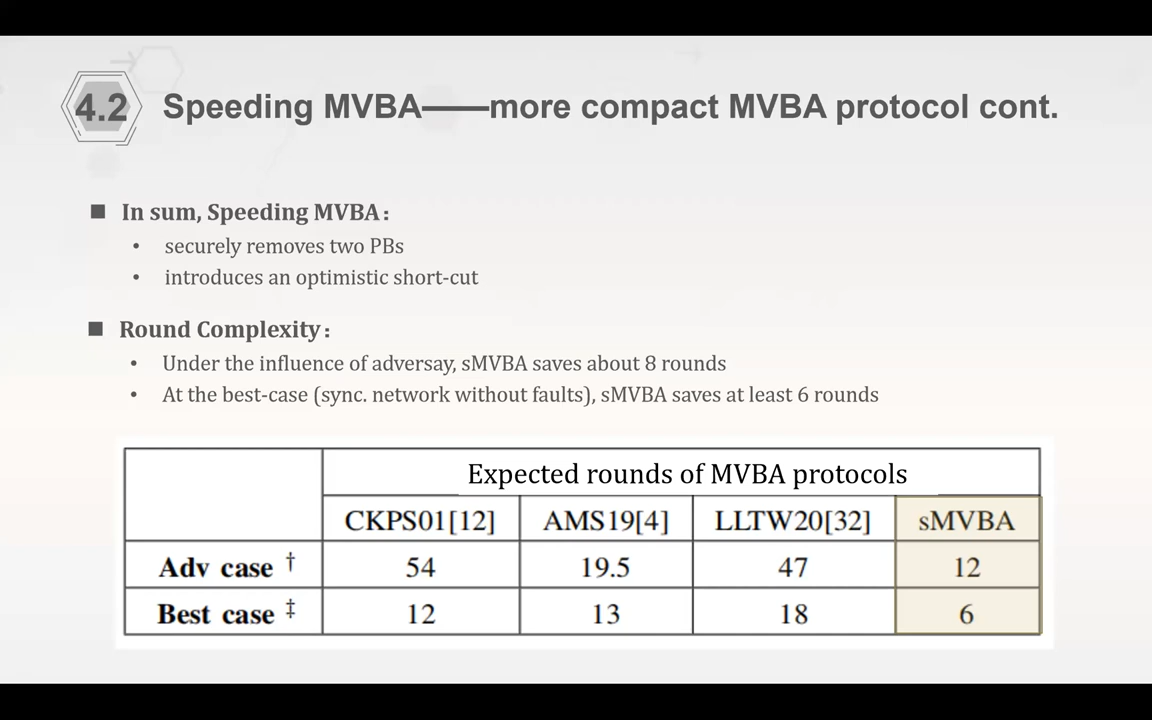 4.2 Speeding MVBA——more compact MVBA protocol cont.
■ In sum, Speeding MVBA：
• securely removes two PBs
• introduces an optimistic short-cut
■ Round Complexity：
• Under the influence of adversay, sMVBA saves about 8 rounds
• At the best-case (sync. network without faults), sMVBA saves at least 6 rounds
Expected rounds of MVBA protocols
CKPS01[12] AMS19[4] LLTW20[32] sMVBA
Adv case † 54 19.5 47 12
Best case ‡ 12 13 18 6